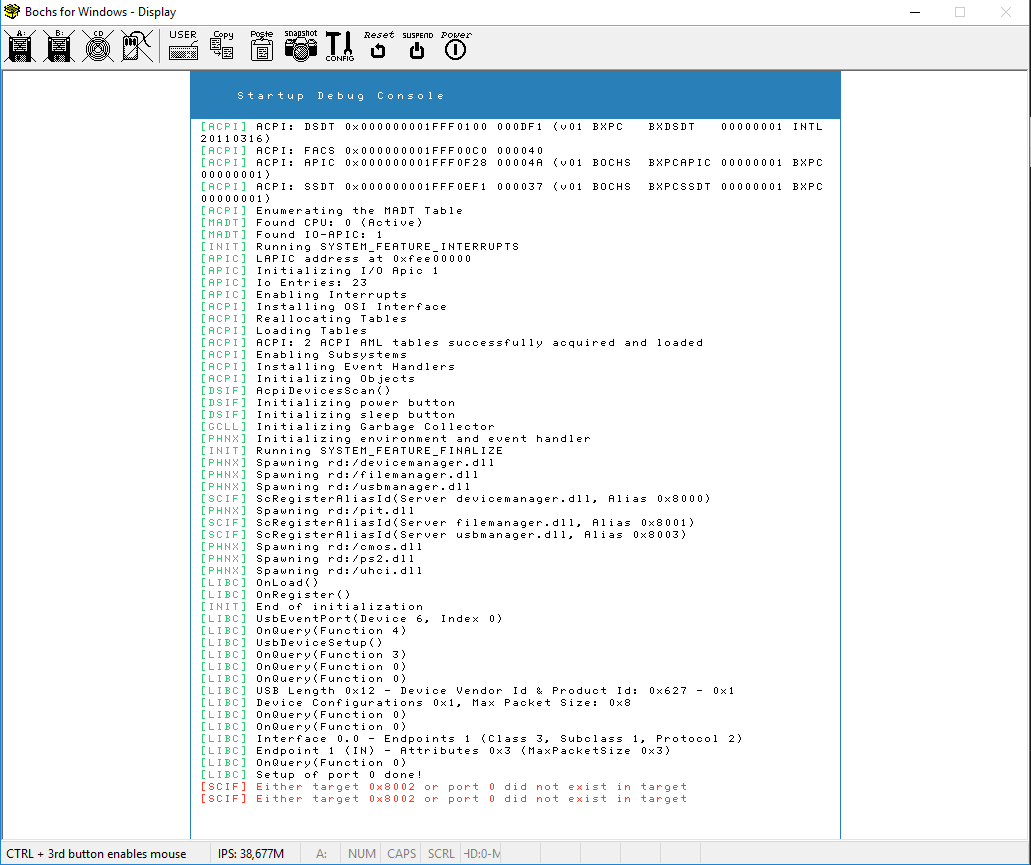 Bochs for Windows - Display
A:
B:
CD
USER
Copy
Paste
snapshot
CONFIG
Reset
SUSPEND
Power
Startup Debug Console
[ACPI] ACPI: DSDT 0x000000001FFF0100 000DF1 (v01 BXPC   BXDSDT   00000001 INTL
20110316)
[ACPI] ACPI: FACS 0x000000001FFF00C0 000040
[ACPI] ACPI: APIC 0x000000001FFF0F28 00004A (v01 BOCHS  BXPCAPIC 00000001 BXPC
00000001)
[ACPI] ACPI: SSDT 0x000000001FFF0EF1 000037 (v01 BOCHS  BXPCSSDT 00000001 BXPC
00000001)
[ACPI] Enumerating the MADT Table
[MADT] Found CPU: 0 (Active)
[MADT] Found IO-APIC: 1
[INIT] Running SYSTEM_FEATURE_INTERRUPTS
[APIC] LAPIC address at 0xfee00000
[APIC] Initializing I/O Apic 1
[APIC] Io Entries: 23
[APIC] Enabling Interrupts
[ACPI] Installing OSI Interface
[ACPI] Reallocating Tables
[ACPI] Loading Tables
[ACPI] ACPI: 2 ACPI AML tables successfully acquired and loaded
[ACPI] Enabling Subsystems
[ACPI] Installing Event Handlers
[ACPI] Initializing Objects
[DSIF] AcpiDevicesScan()
[DSIF] Initializing power button
[DSIF] Initializing sleep button
[GCLL] Initializing Garbage Collector
[PHNX] Initializing environment and event handler
[INIT] Running SYSTEM_FEATURE_FINALIZE
[PHNX] Spawning rd:/devicemanager.dll
[PHNX] Spawning rd:/filemanager.dll
[PHNX] Spawning rd:/usbmanager.dll
[SCIF] ScRegisterAliasId(Server devicemanager.dll, Alias 0x8000)
[PHNX] Spawning rd:/pit.dll
[SCIF] ScRegisterAliasId(Server filemanager.dll, Alias 0x8001)
[SCIF] ScRegisterAliasId(Server usbmanager.dll, Alias 0x8003)
[PHNX] Spawning rd:/cmos.dll
[PHNX] Spawning rd:/ps2.dll
[PHNX] Spawning rd:/uhci.dll
[LIBC] OnLoad()
[LIBC] OnRegister()
[INIT] End of initialization
[LIBC] UsbEventPort(Device 6, Index 0)
[LIBC] OnQuery(Function 4)
[LIBC] UsbDeviceSetup()
[LIBC] OnQuery(Function 3)
[LIBC] OnQuery(Function 0)
[LIBC] OnQuery(Function 0)
[LIBC] USB Length 0x12 - Device Vendor Id & Product Id: 0x627 - 0x1
[LIBC] Device Configurations 0x1, Max Packet Size: 0x8
[LIBC] OnQuery(Function 0)
[LIBC] OnQuery(Function 0)
[LIBC] Interface 0.0 - Endpoints 1 (Class 3, Subclass 1, Protocol 2)
[LIBC] Endpoint 1 (IN) - Attributes 0x3 (MaxPacketSize 0x3)
[LIBC] OnQuery(Function 0)
[LIBC] Setup of port 0 done!
[SCIF] Either target 0x8002 or port 0 did not exist in target
[SCIF] Either target 0x8002 or port 0 did not exist in target
CTRL + 3rd button enables mouse
IPS: 38,677M
A:
NUM
CAPS
SCRL
HD:0-M